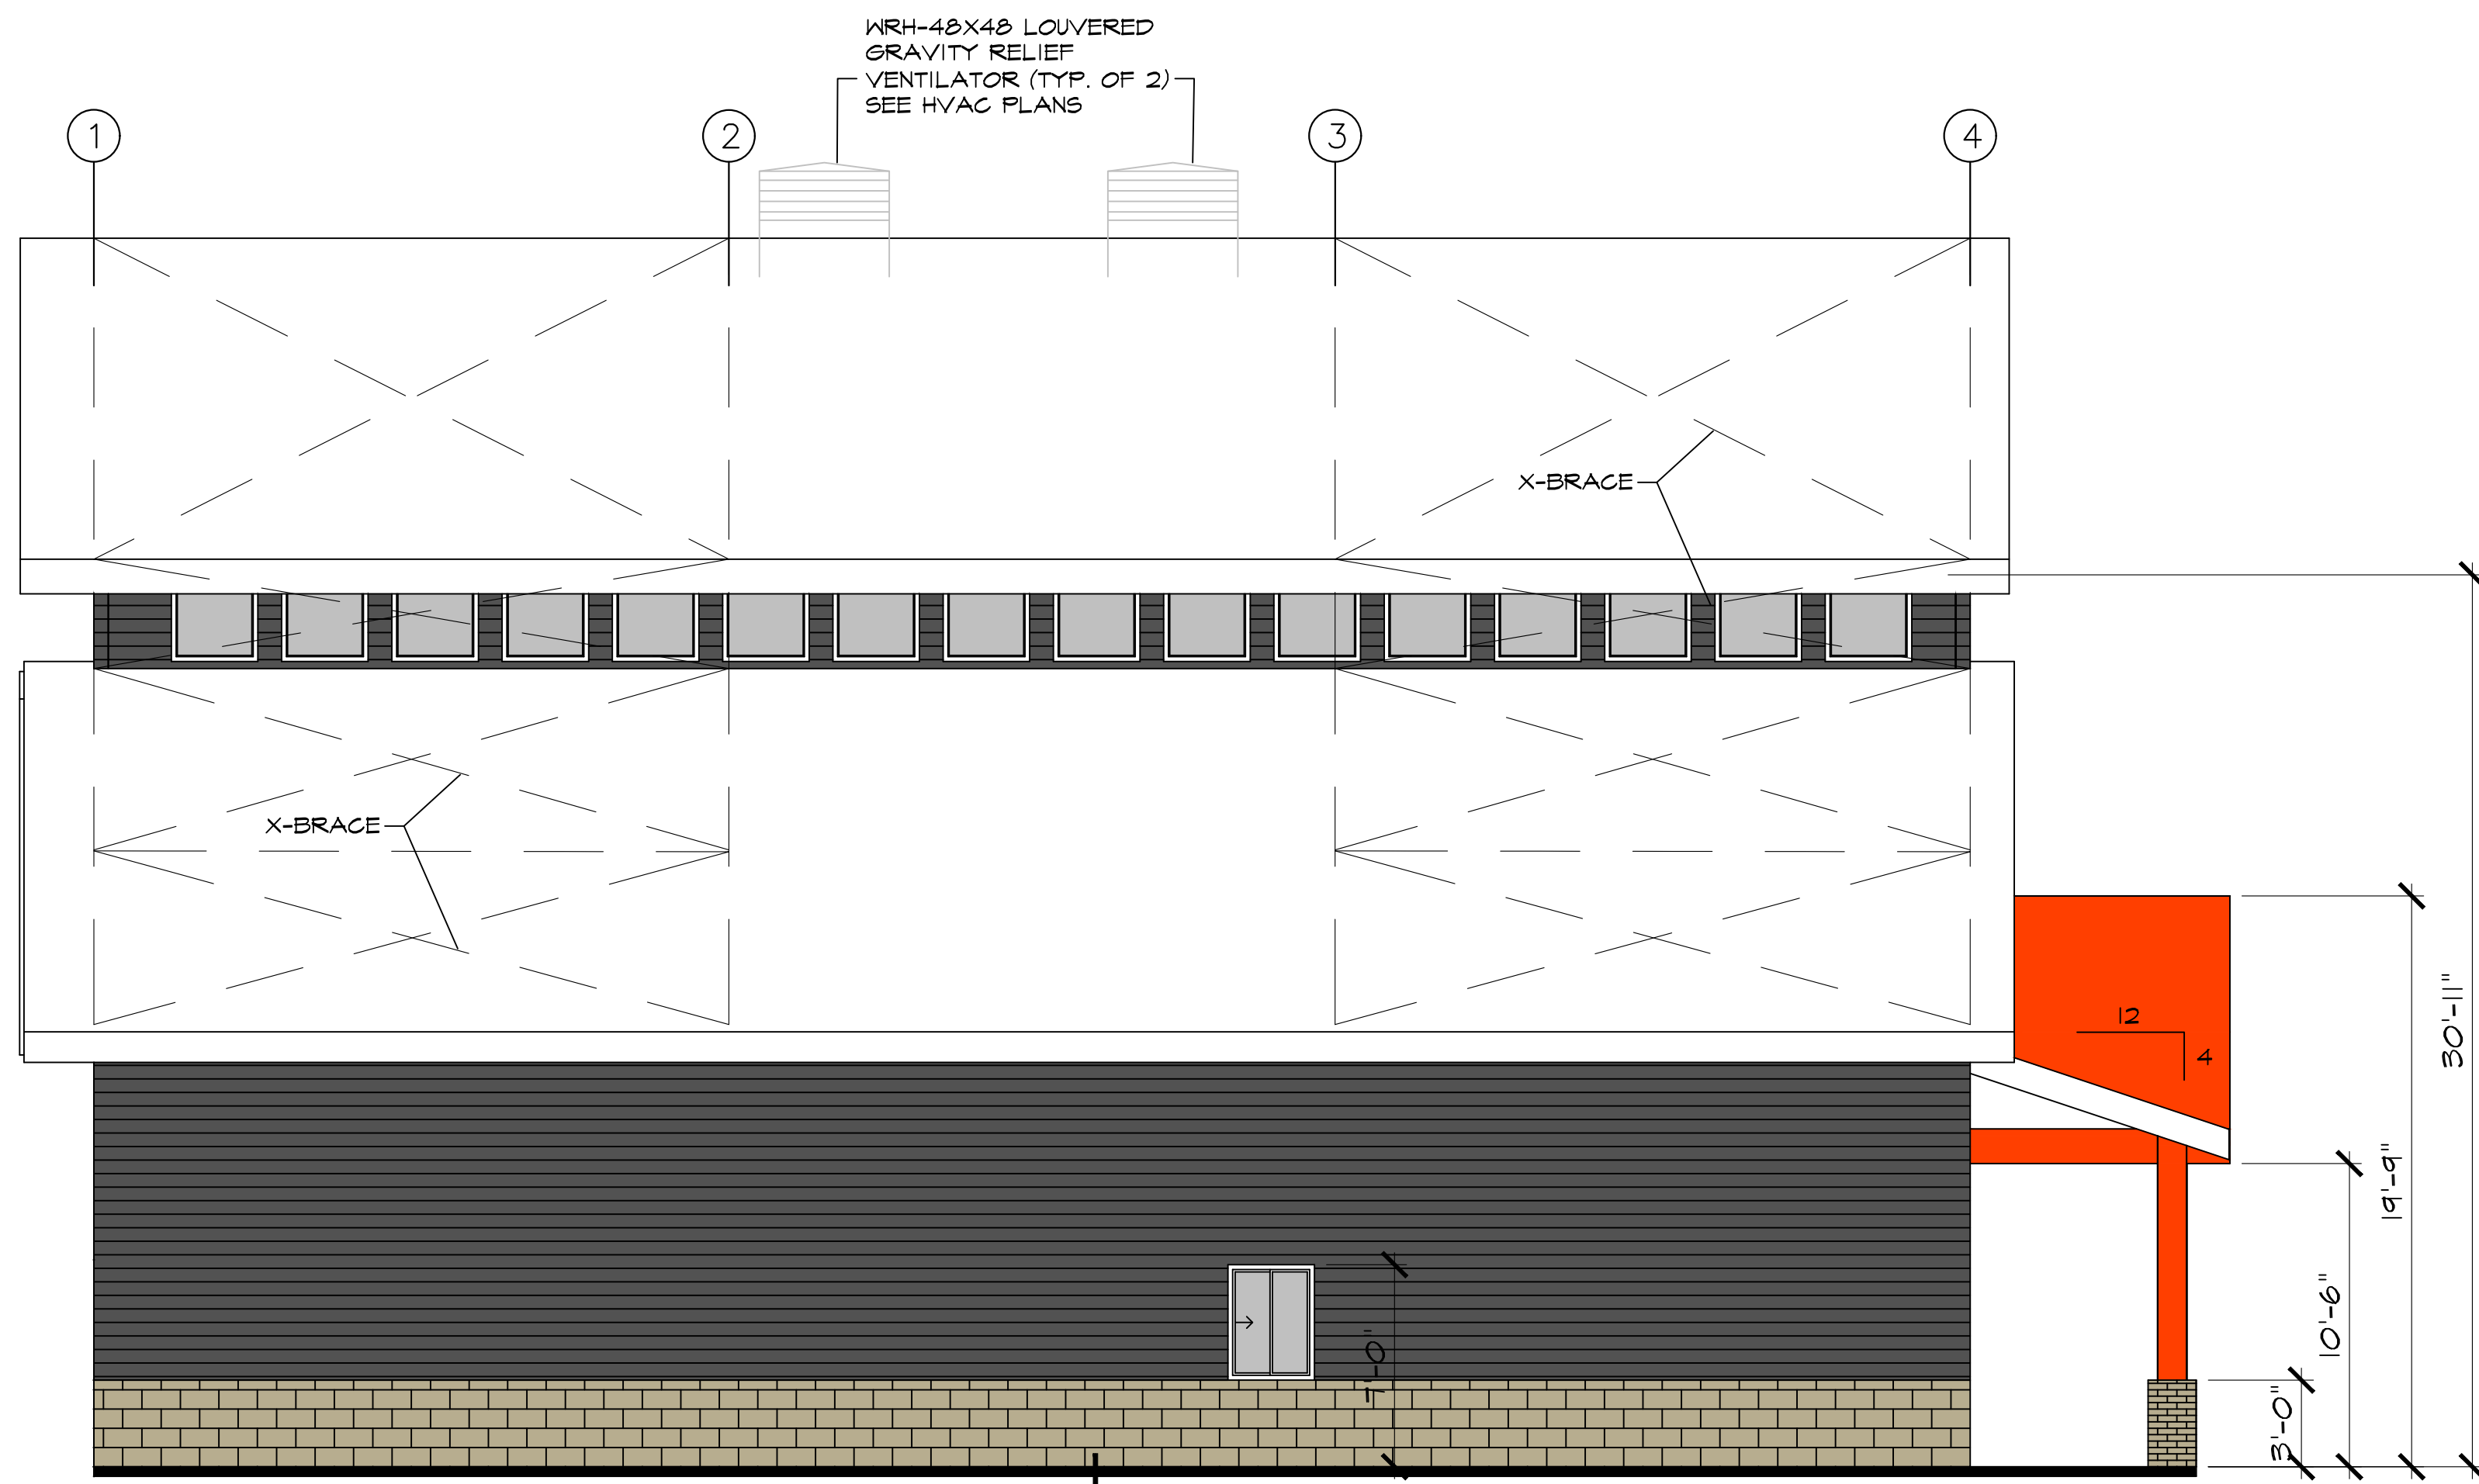 WRH-48X48 LOUVERED
GRAVITY RELIEF
VENTILATOR (TYP. OF 2)
SEE HVAC PLANS
1
2
3
4
X-BRACE
X-BRACE
12
4
30'-11"
19'-9"
10'-6"
7'-0"
3'-0"